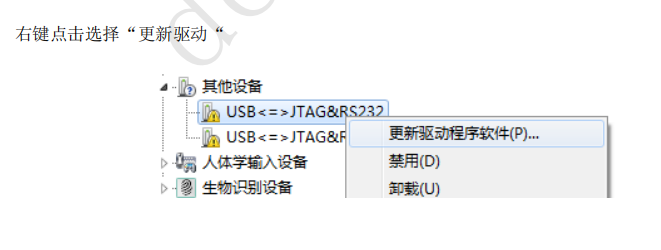 右键点击选择“更新驱动“
其他设备
USB<=>JTAG&RS232
更新驱动程序软件(P)...
USB<=>JTAG&R
禁用(D)
人体学输入设备
生物识别设备
卸载(U)